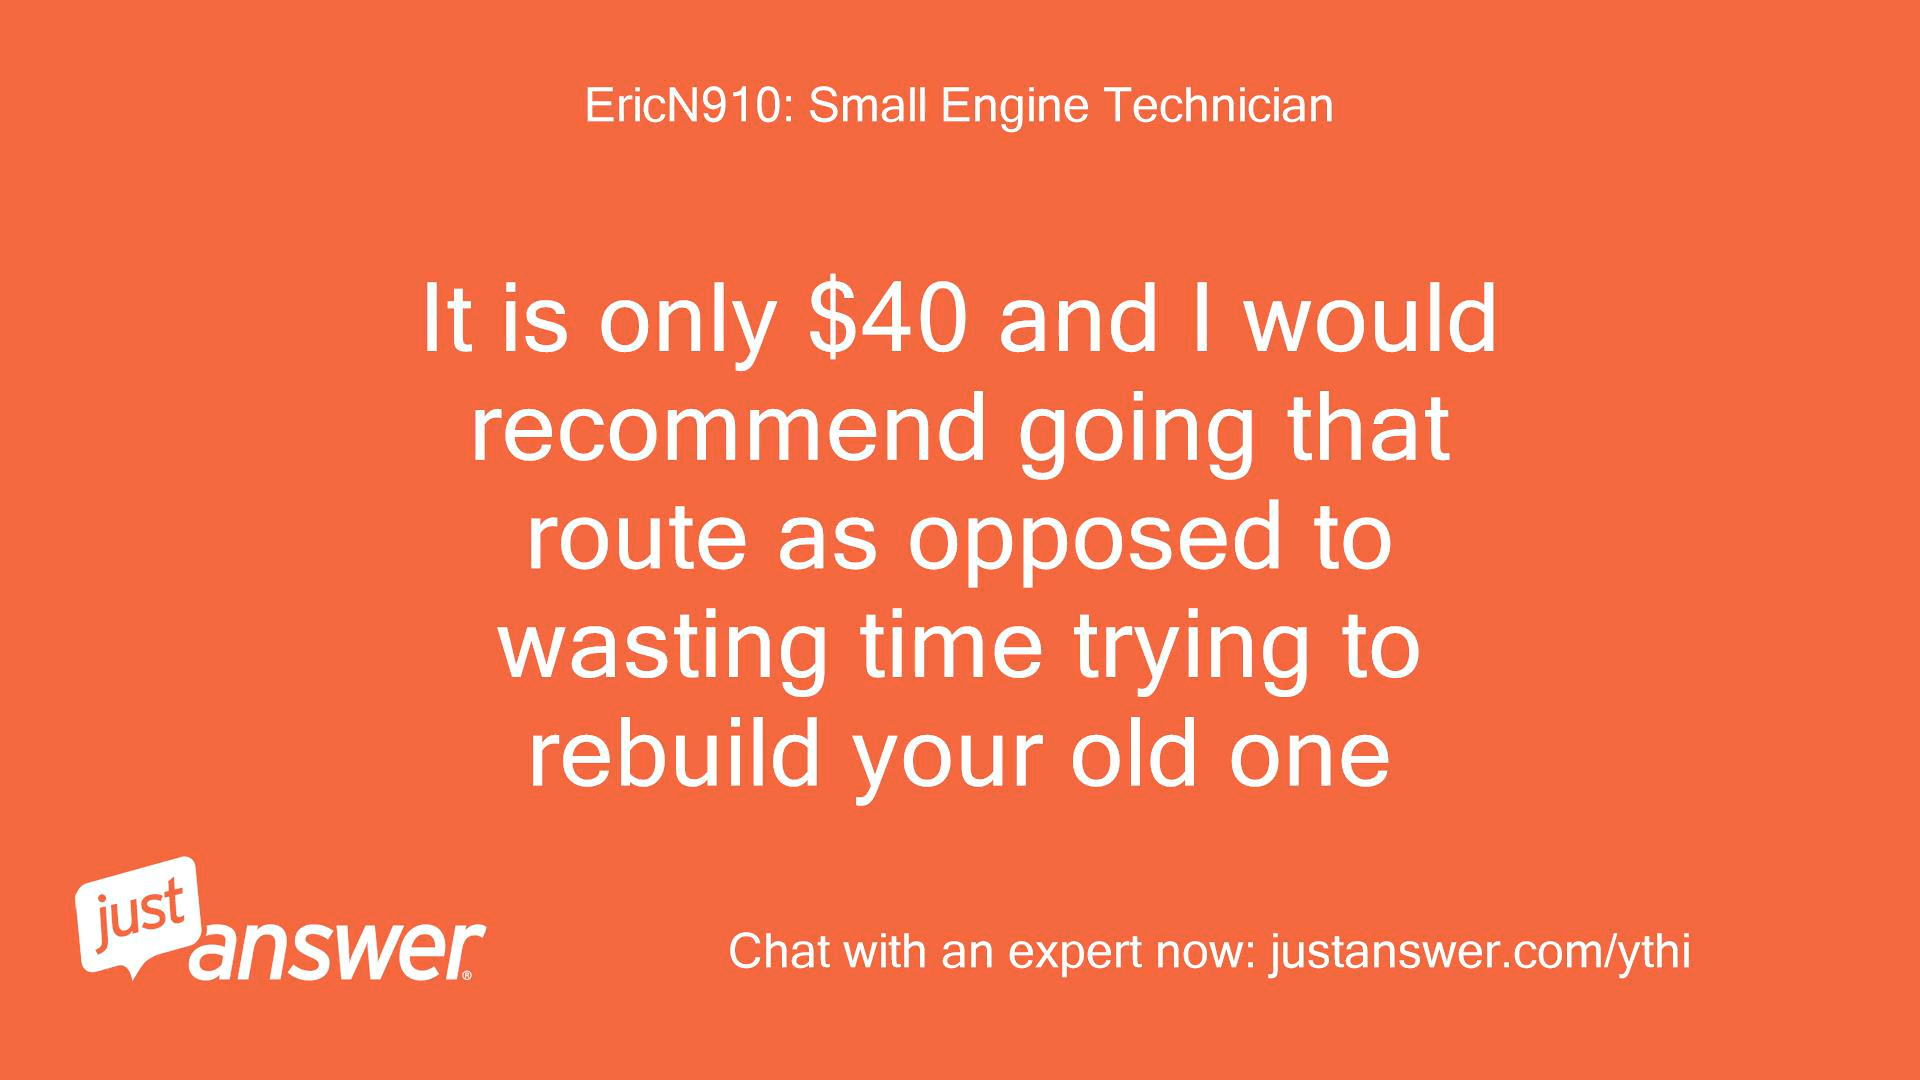 EricN910: Small Engine Technician
It is only $40 and I would
recommend going that
route as opposed to
wasting time trying to
rebuild your old one
just
answer®
Chat with an expert now: justanswer.com/ythi